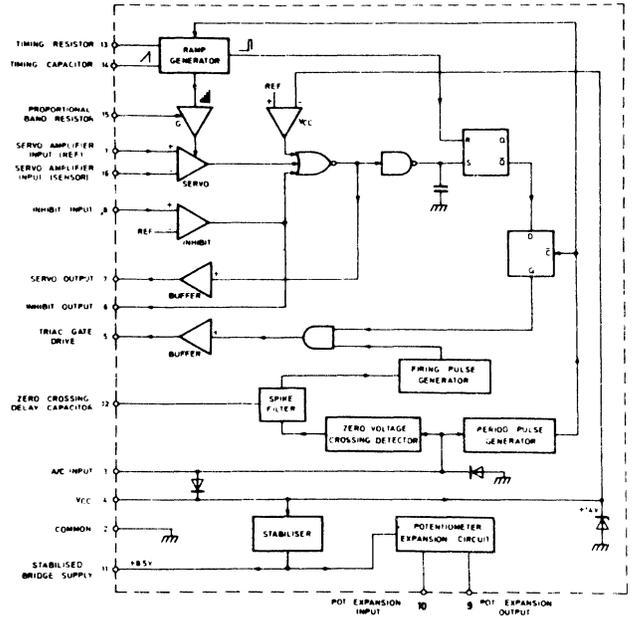 TIMING RESISTOR 13
TIMING CAPACITOR 14
RAMP
GENERATOR
PROPORTIONAL
BAND RESISTOR 15
G
REF
+ -
VCC
SERVO AMPLIFIER
INPUT (REF) 1
+
SERVO AMPLIFIER
INPUT (SENSOR) 16
SERVO
R Q
S Q
INHIBIT INPUT 8
+
REF
INHIBIT
D
C
G
SERVO OUTPUT 7
+
BUFFER
INHIBIT OUTPUT 6
TRIAC GATE
DRIVE 5
+
BUFFER
FIRING PULSE
GENERATOR
ZERO CROSSING
DELAY CAPACITOR 12
SPIKE
FILTER
ZERO VOLTAGE
CROSSING DETECTOR
PERIOD PULSE
GENERATOR
A/C INPUT 3
VCC 4
+14V
COMMON 2
STABILISER
POTENTIOMETER
EXPANSION CIRCUIT
STABILISED
BRIDGE SUPPLY 11
+8.5V
POT EXPANSION
INPUT 10
9 POT EXPANSION
OUTPUT